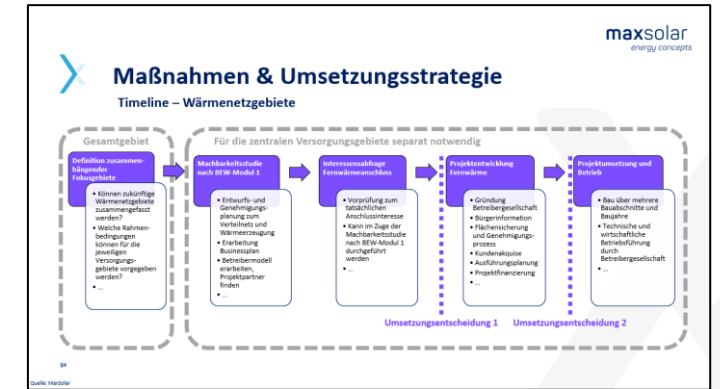 maxsolar
energy concepts
Maßnahmen & Umsetzungsstrategie
Timeline – Wärmenetzgebiete
Gesamtgebiet
Für die zentralen Versorgungsgebiete separat notwendig
Definition zusammen-
hängender
Fokusgebiete
• Können zukünftige
Wärmenetzgebiete
zusammengefasst
werden?
• Welche Rahmen-
bedingungen
können für die
jeweiligen
Versorgungs-
gebiete vorgegeben
werden?
• ...
Machbarkeitsstudie
nach BEW-Modul 1
• Entwurfs- und
Genehmigungs-
planung zum
Verteilnetz und
Wärmeerzeugung
• Erarbeitung
Businessplan
• Betreibermodell
erarbeiten,
Projektpartner
finden
• ...
Interessensabfrage
Fernwärmeanschluss
• Vorprüfung zum
tatsächlichen
Anschlussinteresse
• Kann im Zuge der
Machbarkeitsstudie
nach BEW-Modul 1
durchgeführt
werden
• ...
Projektentwicklung
Fernwärme
• Gründung
Betreibergesellschaft
• Bürgerinformation
• Flächensicherung
und Genehmigungs-
prozess
• Kundenakquise
• Ausführungsplanung
• Projektfinanzierung
• ...
Projektumsetzung und
Betrieb
• Bau über mehrere
Bauabschnitte und
Baujahre
• Technische und
wirtschaftliche
Betriebsführung
durch
Betreibergesellschaft
• ...
Umsetzungsentscheidung 1
Umsetzungsentscheidung 2
84
Quelle: MaxSolar